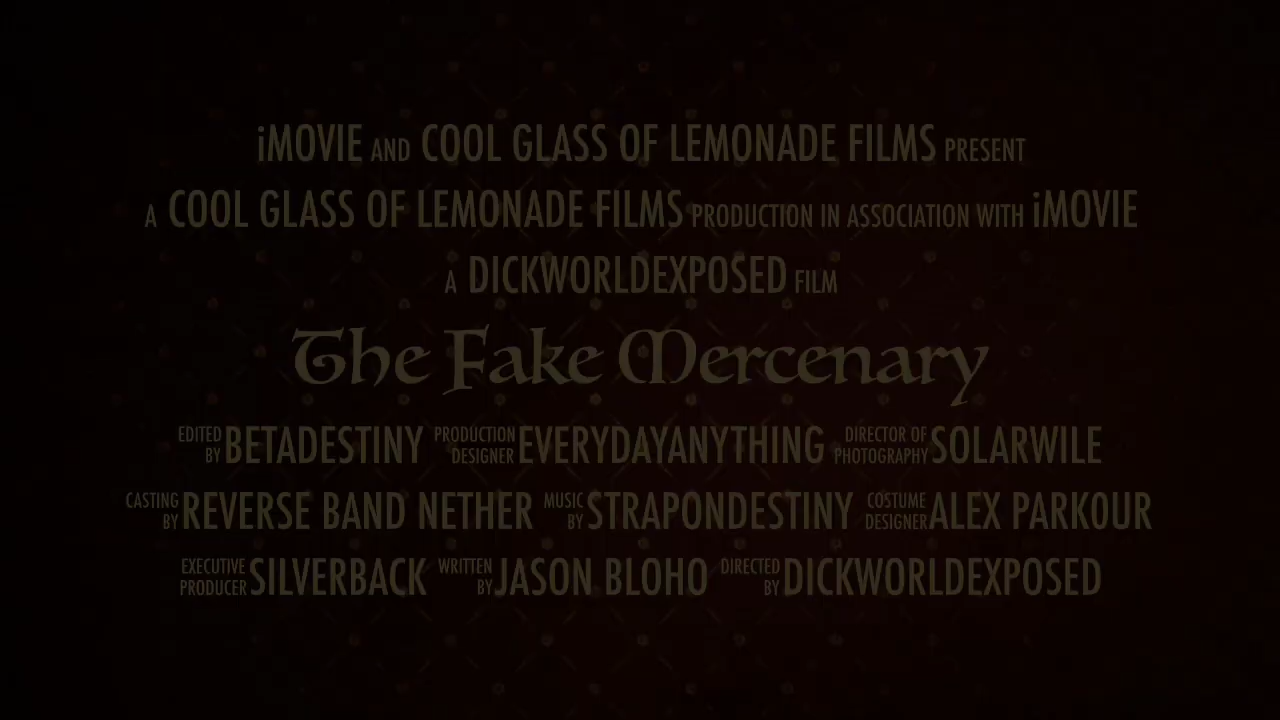 iMOVIE AND COOL GLASS OF LEMONADE FILMS PRESENT
A COOL GLASS OF LEMONADE FILMS PRODUCTION IN ASSOCIATION WITH iMOVIE
A DICKWORLDEXPOSED FILM
The Fake Mercenary
EDITED BY BETADESTINY PRODUCTION DESIGNER EVERYDAYANYTHING DIRECTOR OF PHOTOGRAPHY SOLARWILE
CASTING BY REVERSE BAND NETHER MUSIC BY STRAPONDESTINY COSTUME DESIGNER ALEX PARKOUR
EXECUTIVE PRODUCER SILVERBACK WRITTEN BY JASON BLOHO DIRECTED BY DICKWORLDEXPOSED